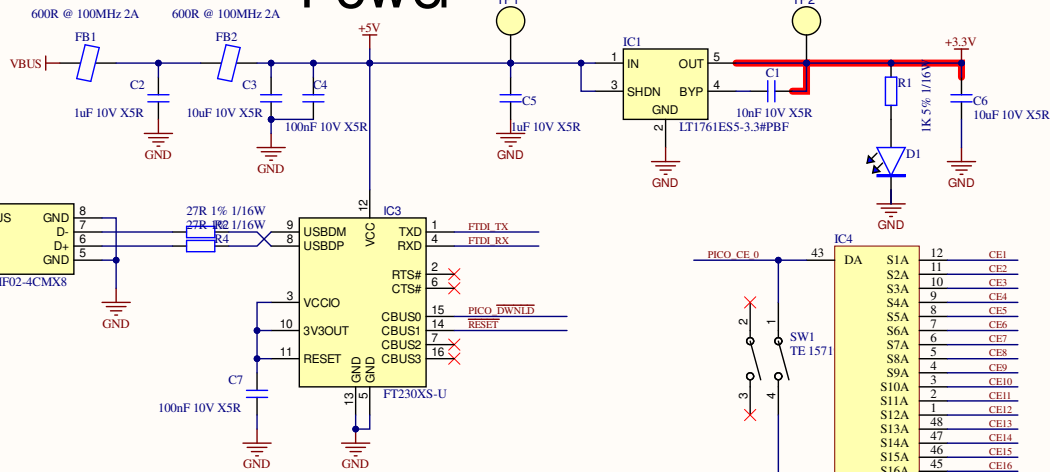 Power
600R @ 100MHz 2A
600R @ 100MHz 2A
+5V
FB1
FB2
VBUS
C2
C3
C4
1uF 10V X5R
10uF 10V X5R
100nF 10V X5R
GND
GND
C5
1uF 10V X5R
GND
IC1
1 IN
OUT 5
3 SHDN
BYP 4
GND
2
LT1761ES5-3.3#PBF
GND
C1
10nF 10V X5R
+3.3V
R1
1K 5% 1/16W
C6
10uF 10V X5R
D1
GND
GND
GND 8
D- 7
D+ 6
GND 5
IF02-4CMX8
GND
27R 1% 1/16W
27R 1% 1/16W
R4
IC3
12
VCC
9 USBDM
8 USBDP
3 VCCIO
10 3V3OUT
11 RESET
TXD 1 FTDI_TX
RXD 4 FTDI_RX
RTS# 2
CTS# 6
CBUS0 15 PICO_DWNLD
CBUS1 14 RESET
CBUS2 7
CBUS3 16
GND
GND
13
5
FT230XS-U
C7
100nF 10V X5R
GND
GND
PICO_CE_0
43 DA
SW1
TE 1571
2
1
3
4
IC4
S1A 12 CE1
S2A 11 CE2
S3A 10 CE3
S4A 9 CE4
S5A 8 CE5
S6A 7 CE6
S7A 6 CE7
S8A 5 CE8
S9A 4 CE9
S10A 3 CE10
S11A 2 CE11
S12A 1 CE12
S13A 48 CE13
S14A 47 CE14
S15A 46 CE15
S16A 45 CE16